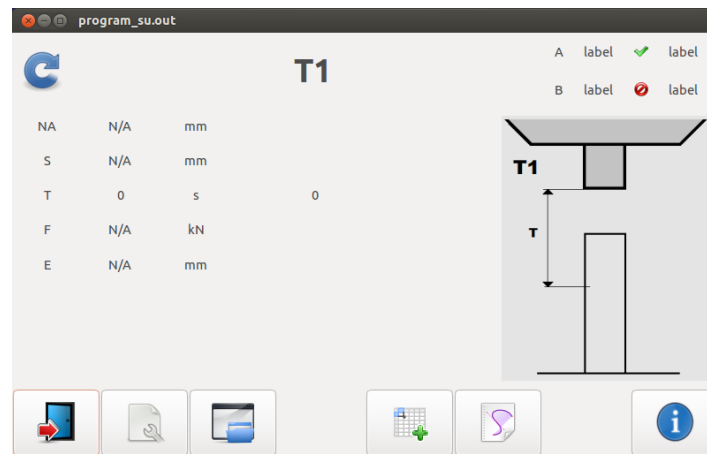 program_su.out
T1
A label label
B label label
NA N/A mm
S N/A mm
T 0 s 0
F N/A kN
E N/A mm
T1
T